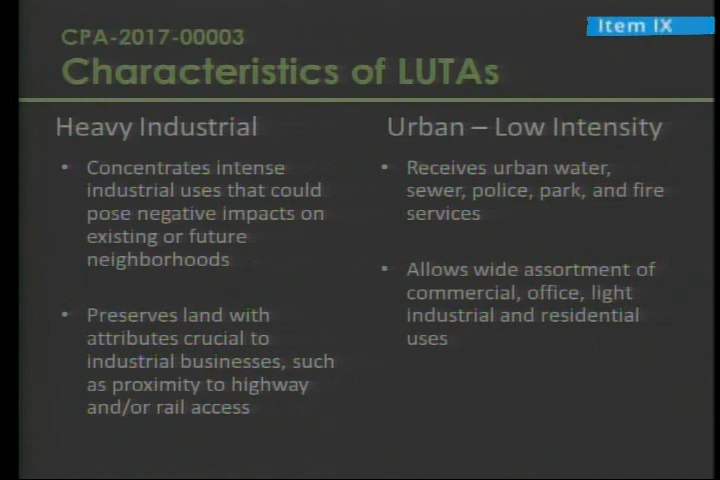 Item IX
CPA-2017-00003
Characteristics of LUTAs
Heavy Industrial
• Concentrates intense
industrial uses that could
pose negative impacts on
existing or future
neighborhoods
• Preserves land with
attributes crucial to
industrial businesses, such
as proximity to highway
and/or rail access
Urban – Low Intensity
• Receives urban water,
sewer, police, park, and fire
services
• Allows wide assortment of
commercial, office, light
industrial and residential
uses